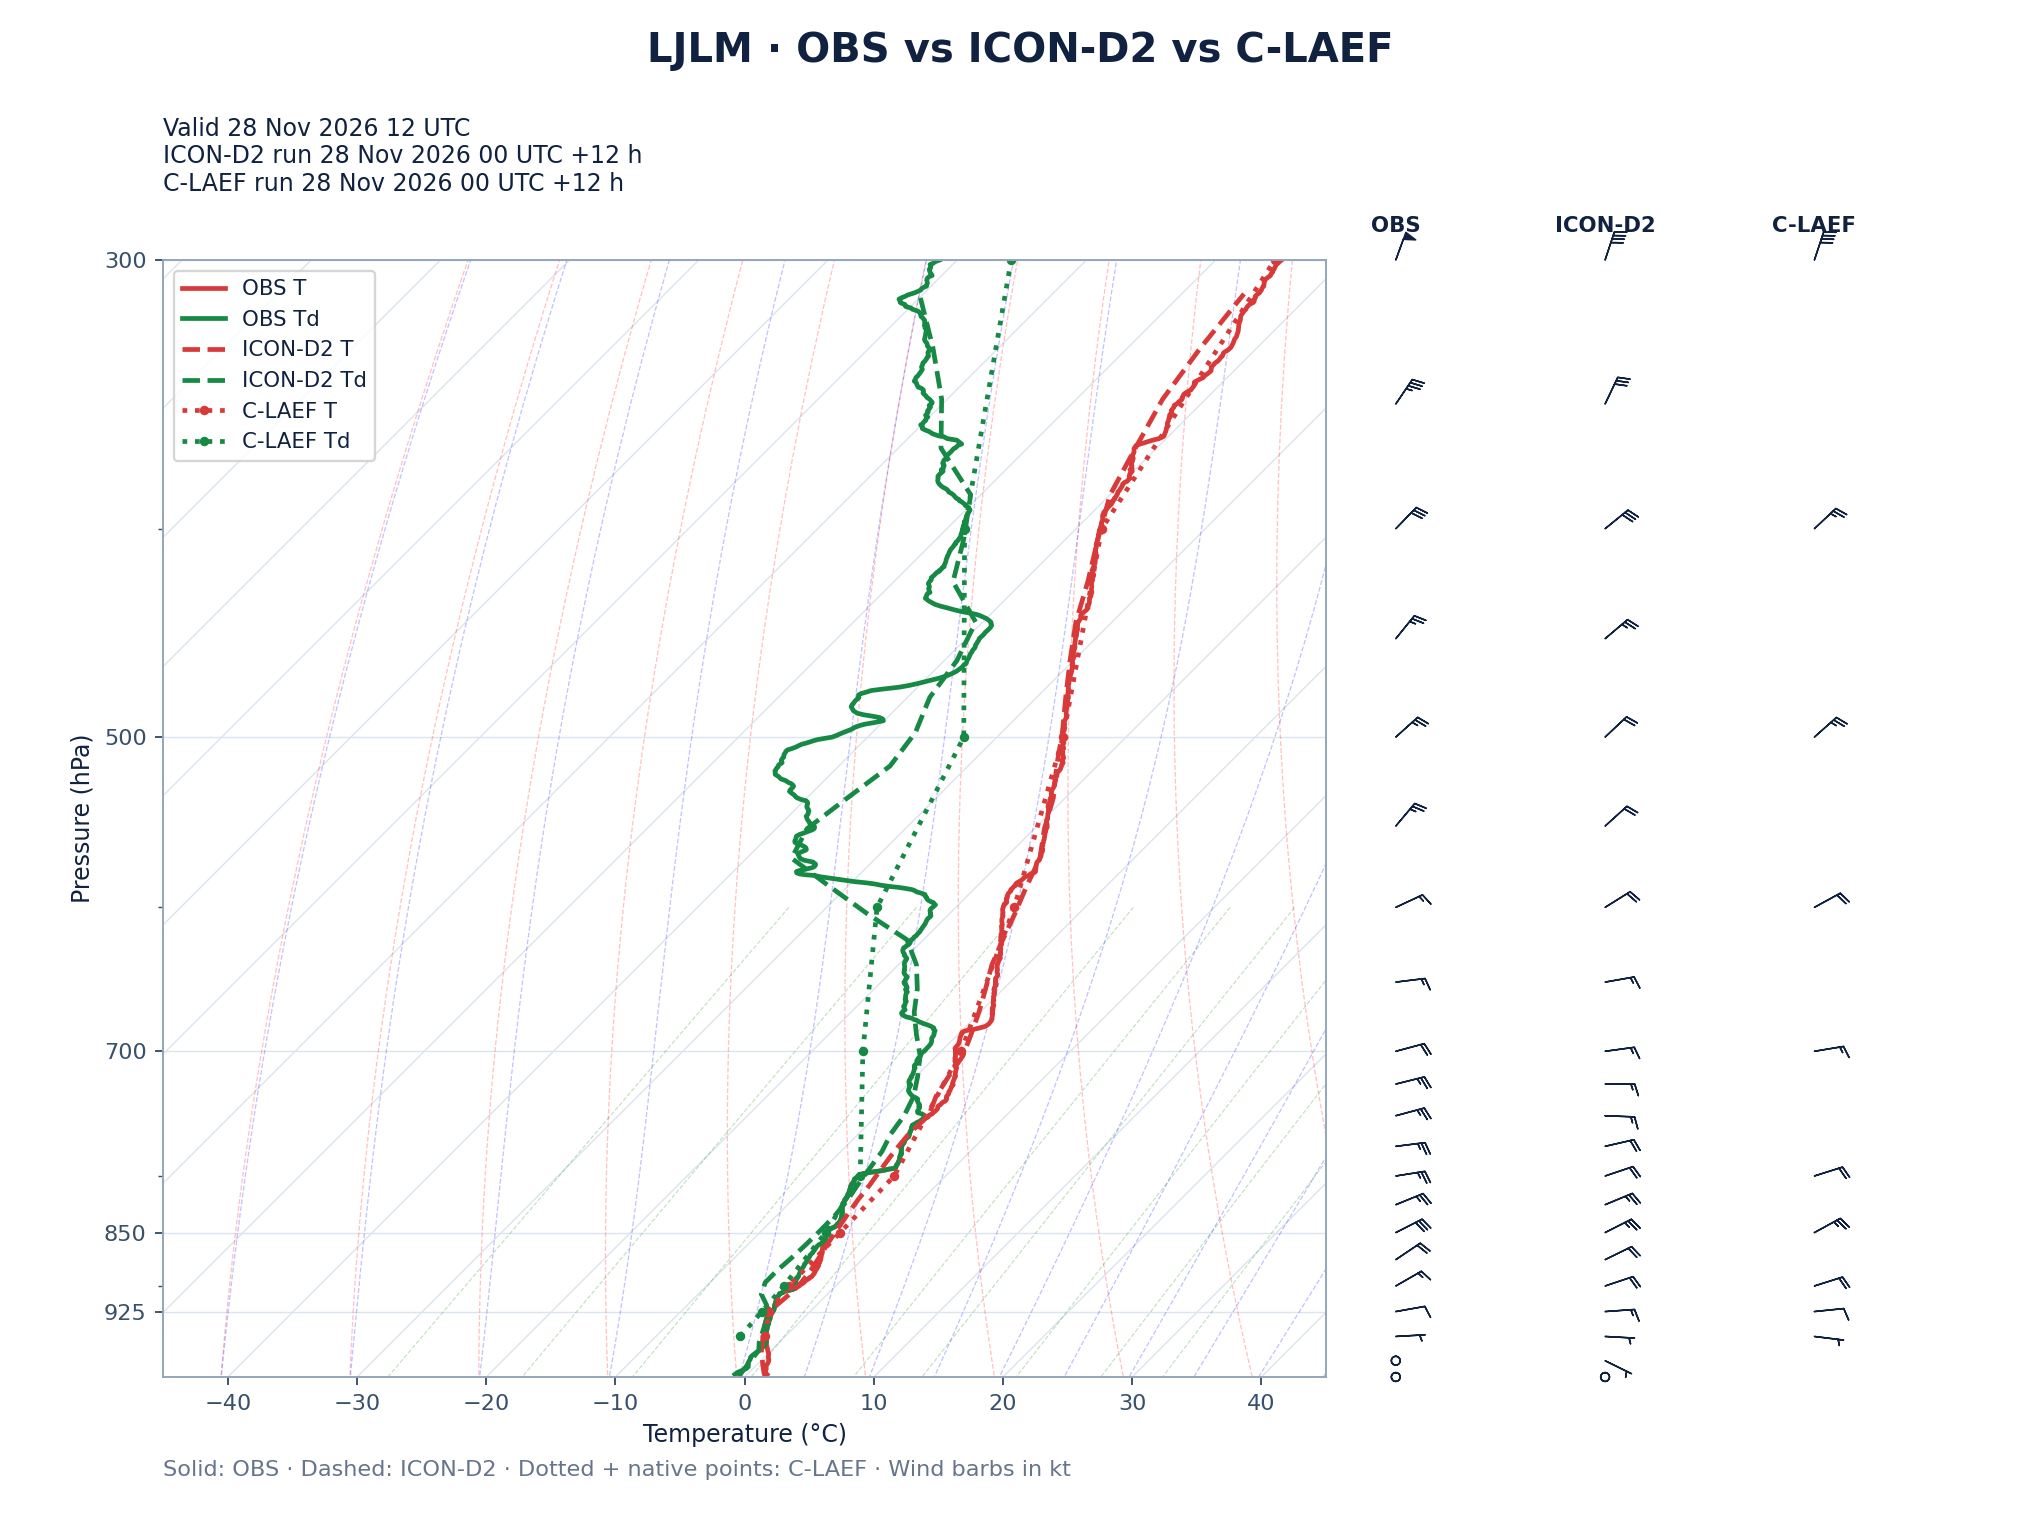 LJLM · OBS vs ICON-D2 vs C-LAEF
Valid 28 Nov 2026 12 UTC
ICON-D2 run 28 Nov 2026 00 UTC +12 h
C-LAEF run 28 Nov 2026 00 UTC +12 h
OBS ICON-D2 C-LAEF
OBS T
OBS Td
ICON-D2 T
ICON-D2 Td
C-LAEF T
C-LAEF Td
Pressure (hPa)
300
500
700
850
925
−40 −30 −20 −10 0 10 20 30 40
Temperature (°C)
Solid: OBS · Dashed: ICON-D2 · Dotted + native points: C-LAEF · Wind barbs in kt